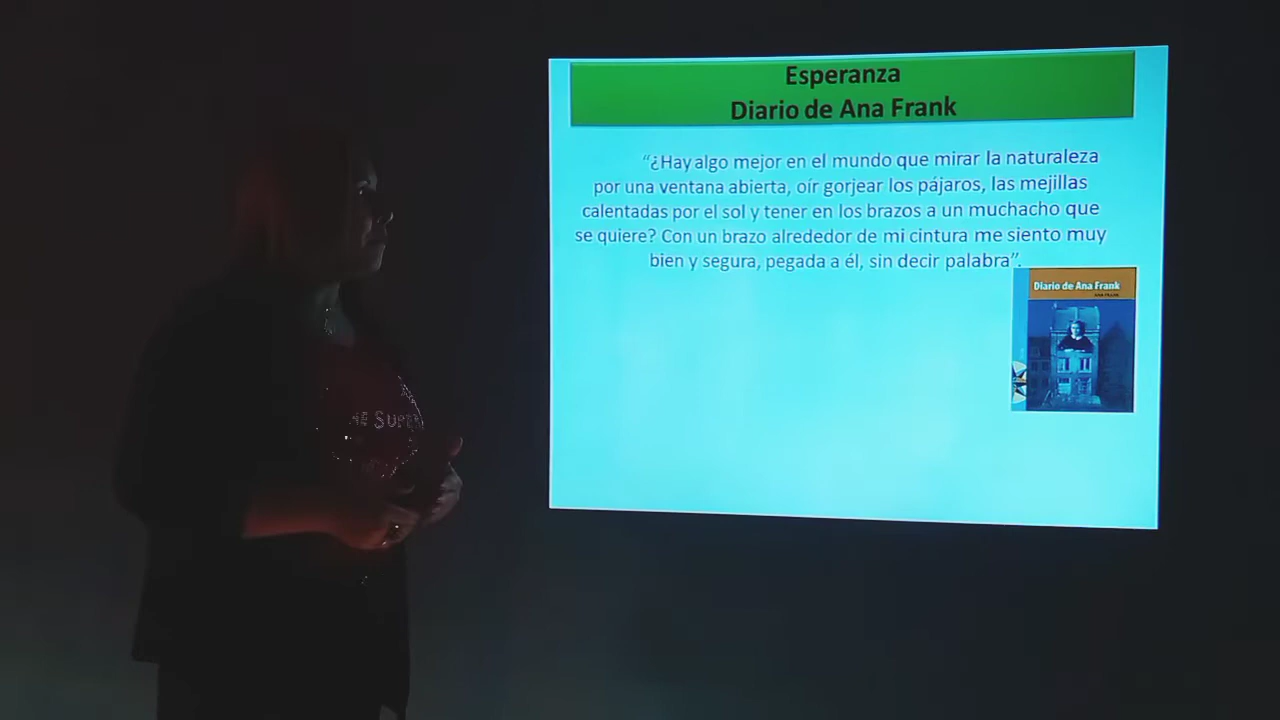 Esperanza
Diario de Ana Frank
“¿Hay algo mejor en el mundo que mirar la naturaleza
por una ventana abierta, oír gorjear los pájaros, las mejillas
calentadas por el sol y tener en los brazos a un muchacho que
se quiere? Con un brazo alrededor de mi cintura me siento muy
bien y segura, pegada a él, sin decir palabra”.
Diario de Ana Frank
ANA FRANK